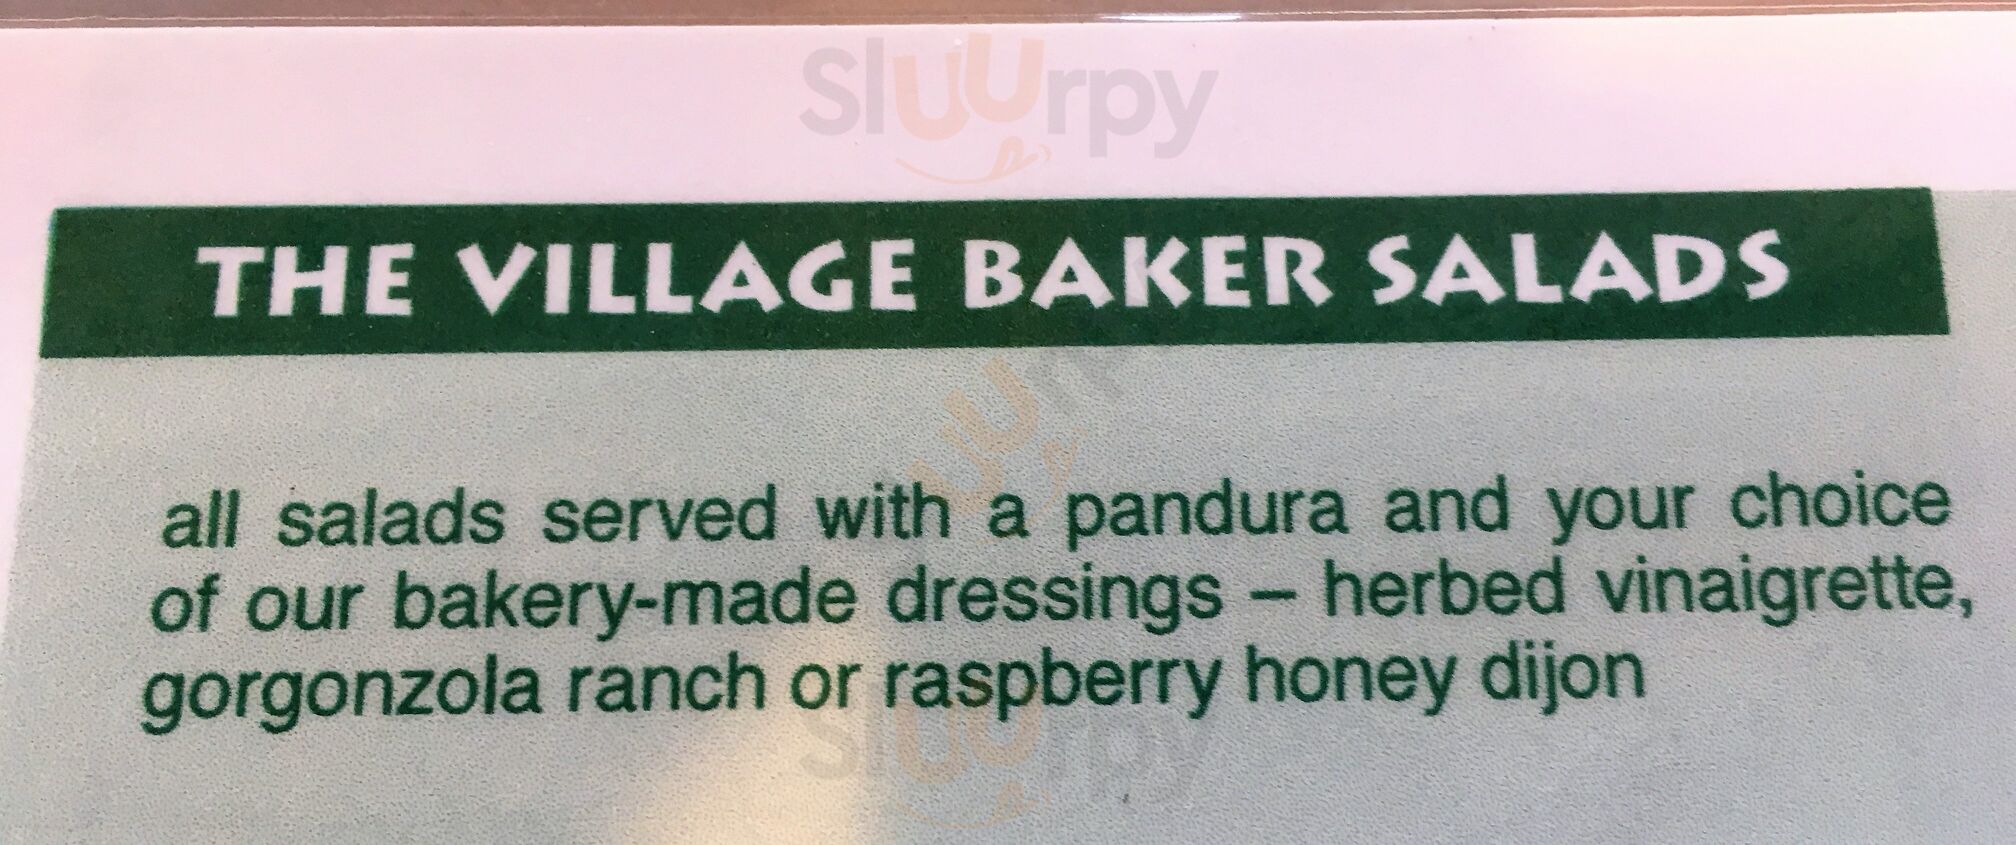 Sluurpy
THE VILLAGE BAKER SALADS
all salads served with a pandura and your choice
of our bakery-made dressings – herbed vinaigrette,
gorgonzola ranch or raspberry honey dijon
Sluurpy